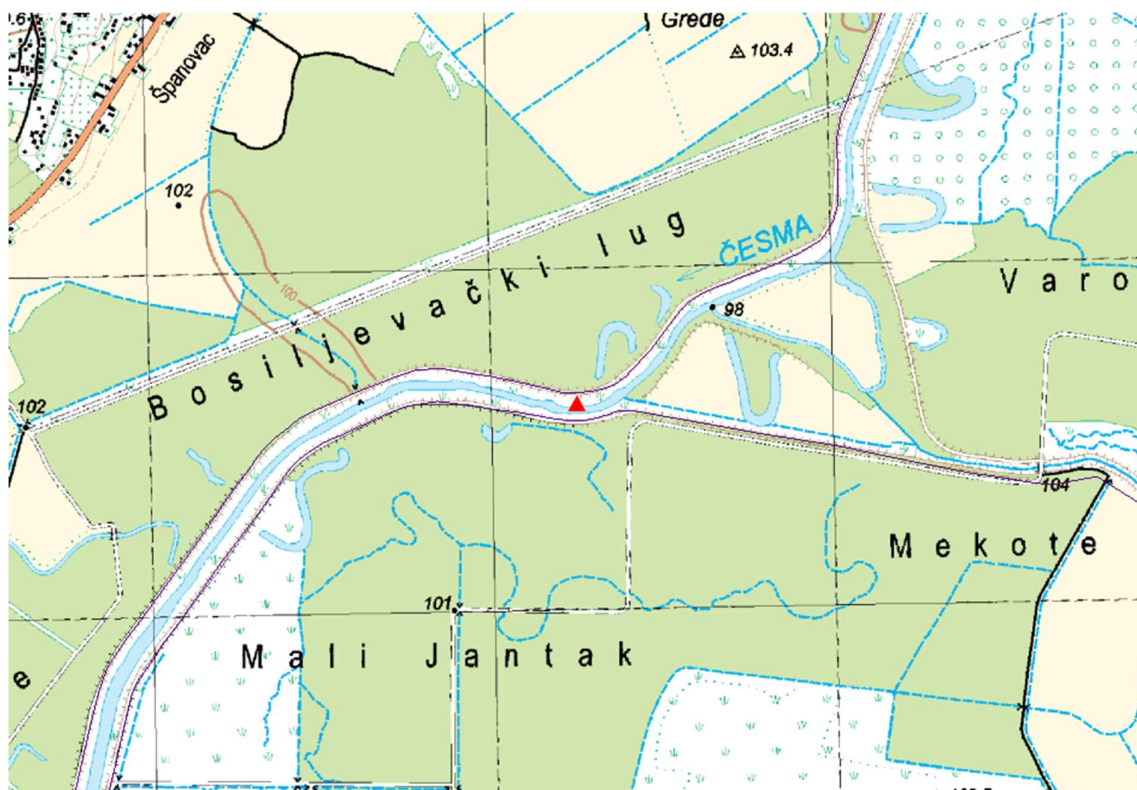 Grede
103.4
Španovac
102
ČESMA
Bosiljevački lug
100
98
Varo
102
104
Mekote
101
Mali Jantak
e